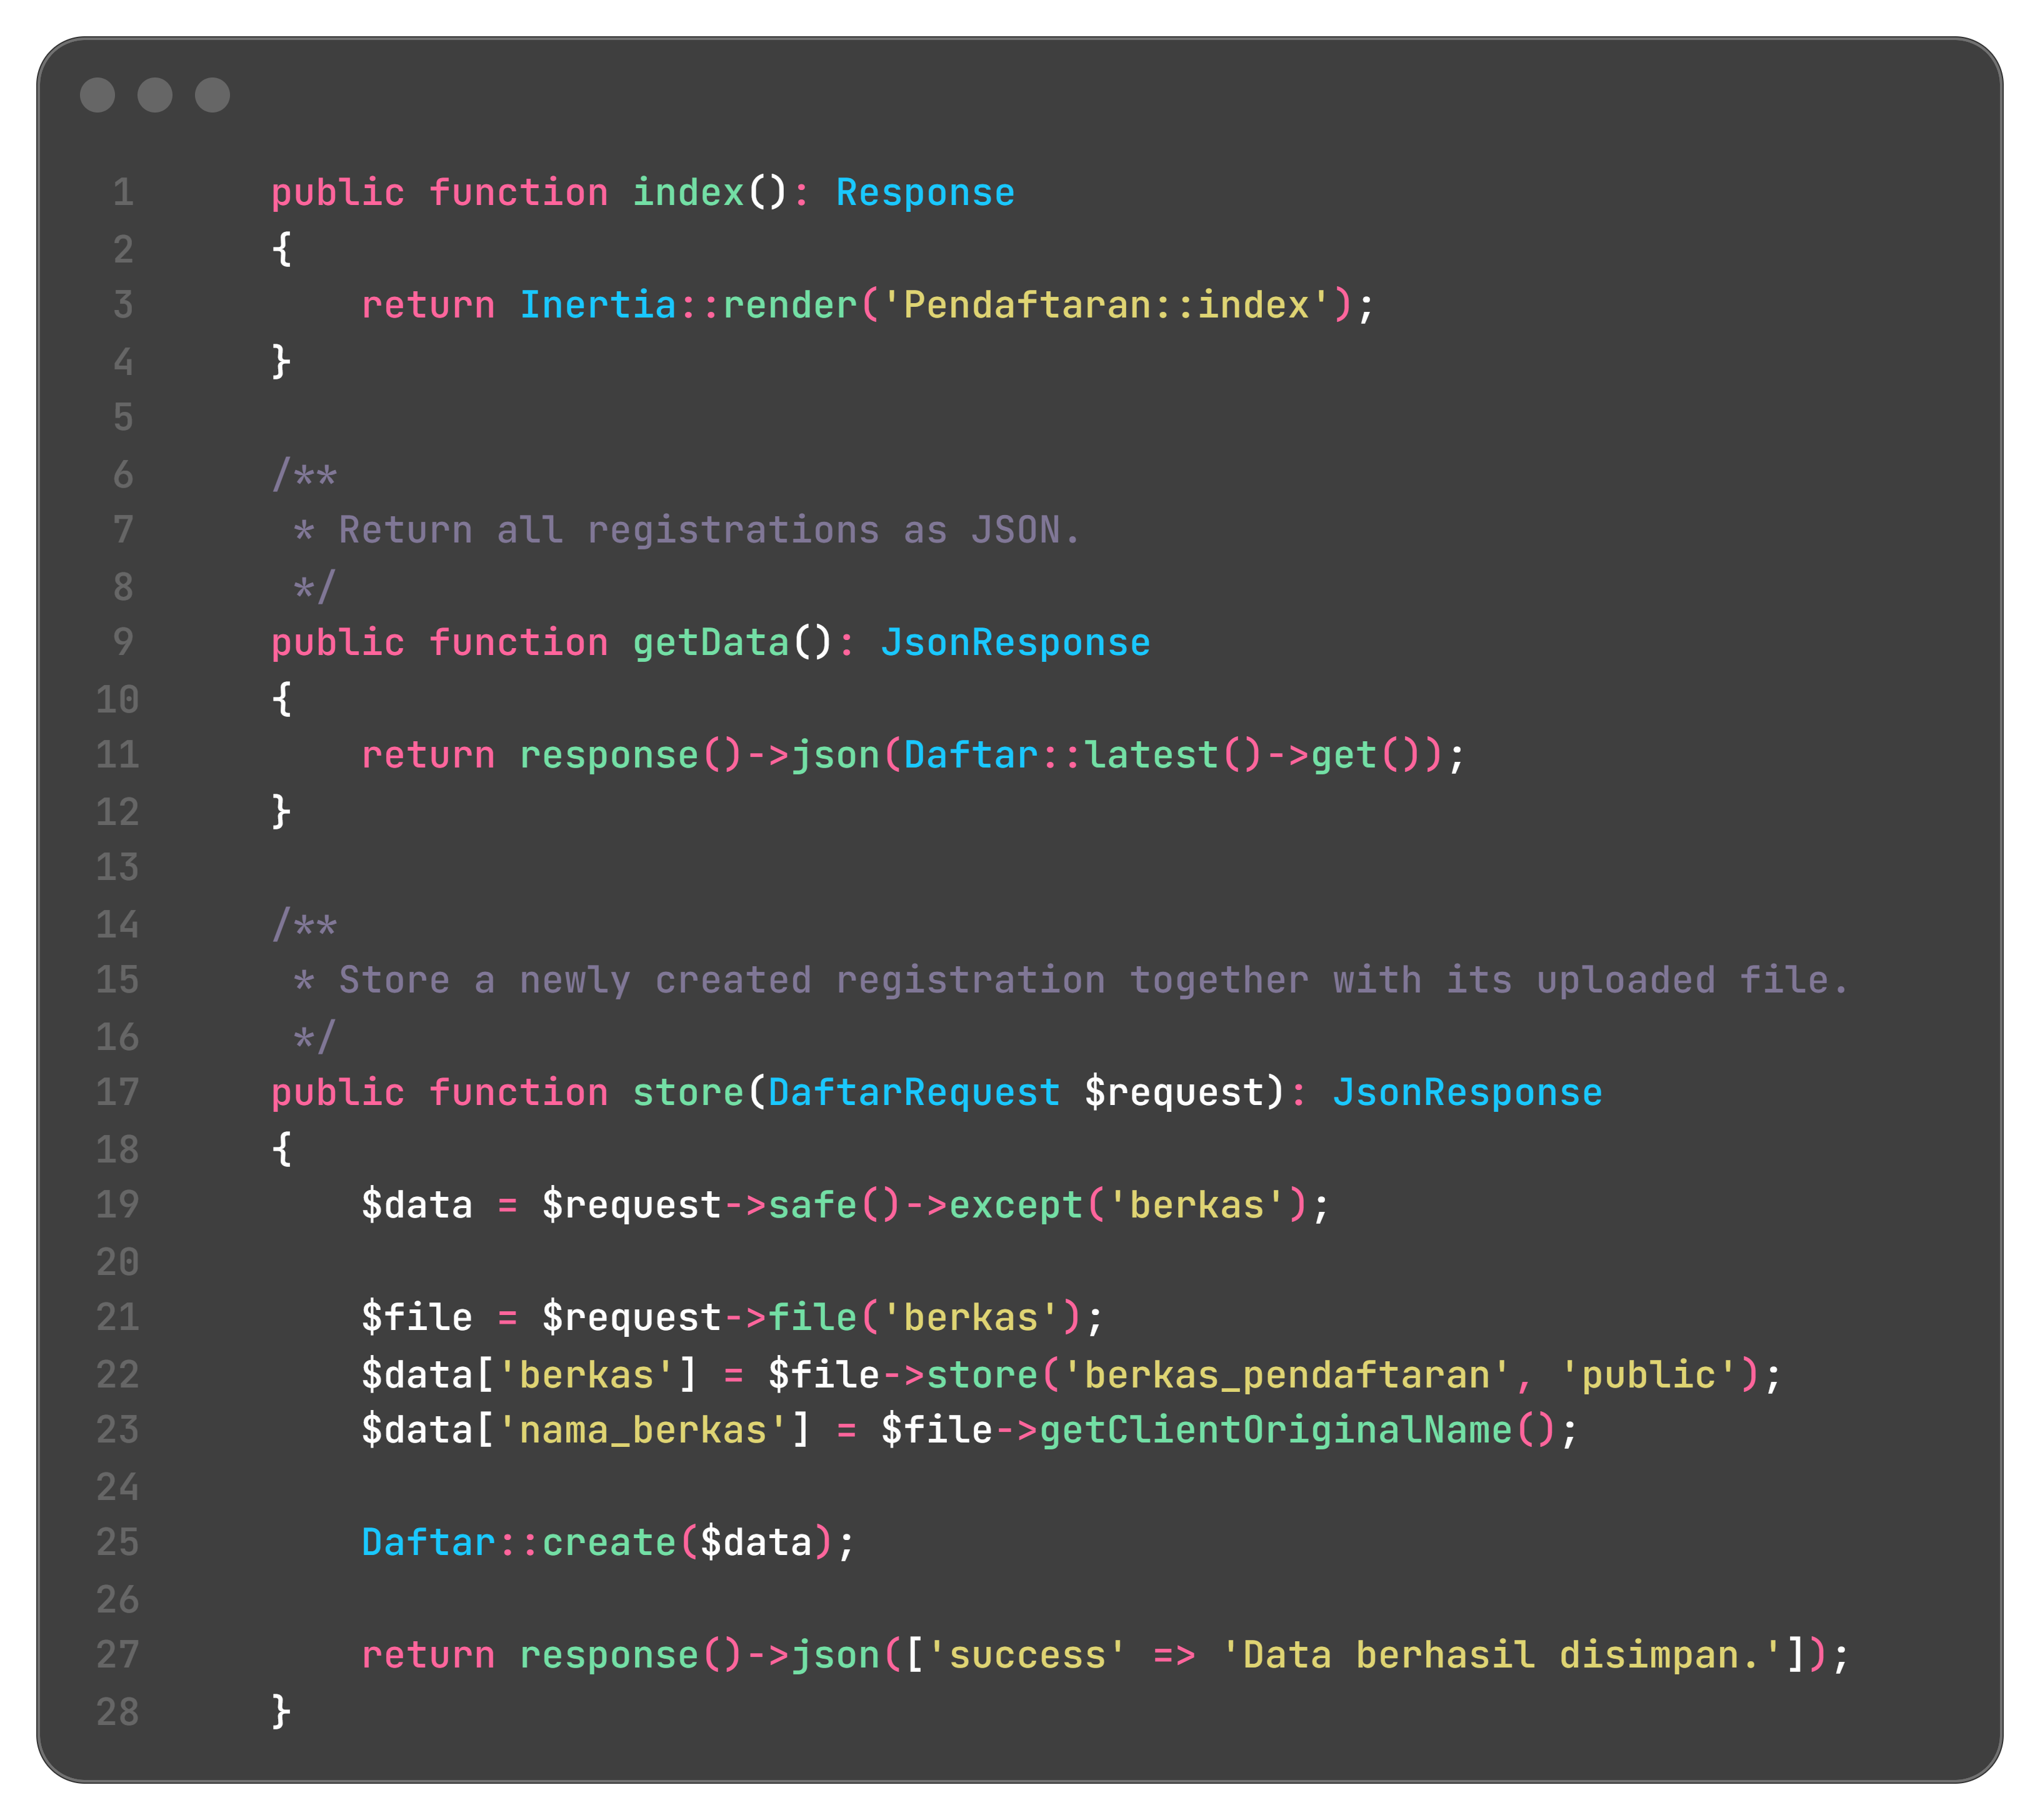 1 public function index(): Response
2 {
3 return Inertia::render('Pendaftaran::index');
4 }
5
6 /**
7 * Return all registrations as JSON.
8 */
9 public function getData(): JsonResponse
10 {
11 return response()->json(Daftar::latest()->get());
12 }
13
14 /**
15 * Store a newly created registration together with its uploaded file.
16 */
17 public function store(DaftarRequest $request): JsonResponse
18 {
19 $data = $request->safe()->except('berkas');
20
21 $file = $request->file('berkas');
22 $data['berkas'] = $file->store('berkas_pendaftaran', 'public');
23 $data['nama_berkas'] = $file->getClientOriginalName();
24
25 Daftar::create($data);
26
27 return response()->json(['success' => 'Data berhasil disimpan.']);
28 }